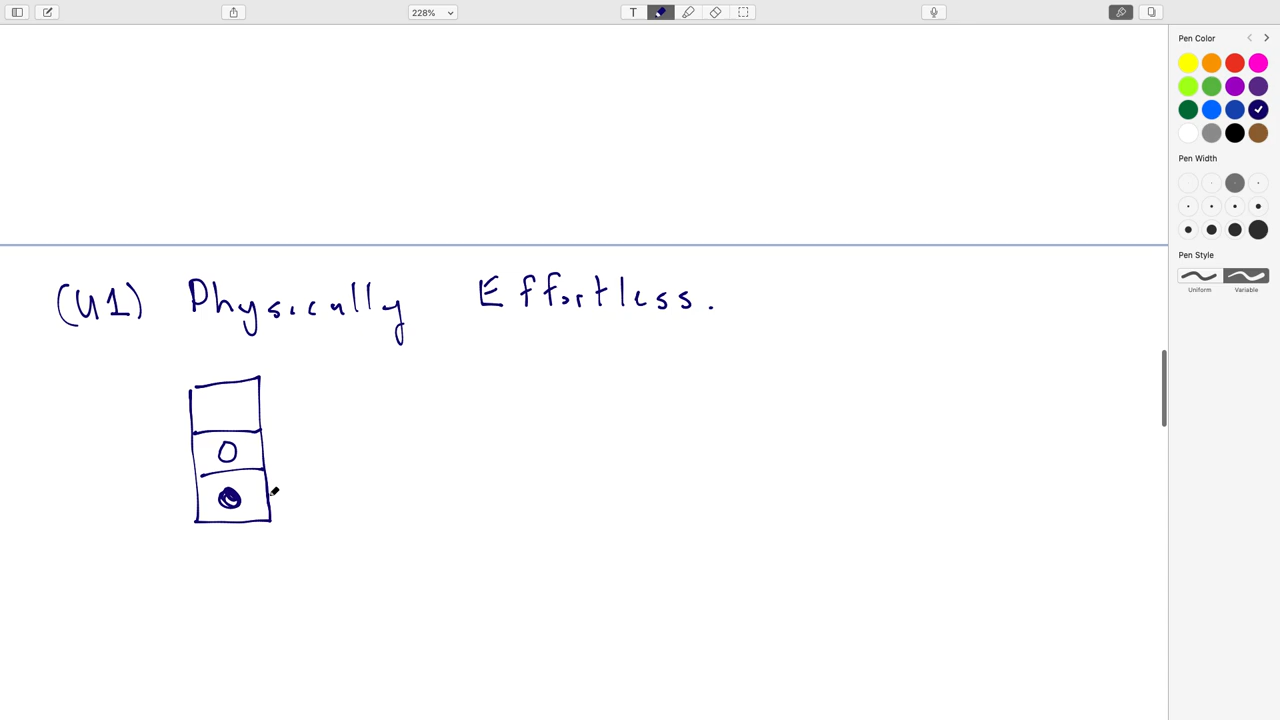 228%
T
Pen Color
(U1) Physically Effortless.
Pen Width
Pen Style
Uniform
Variable